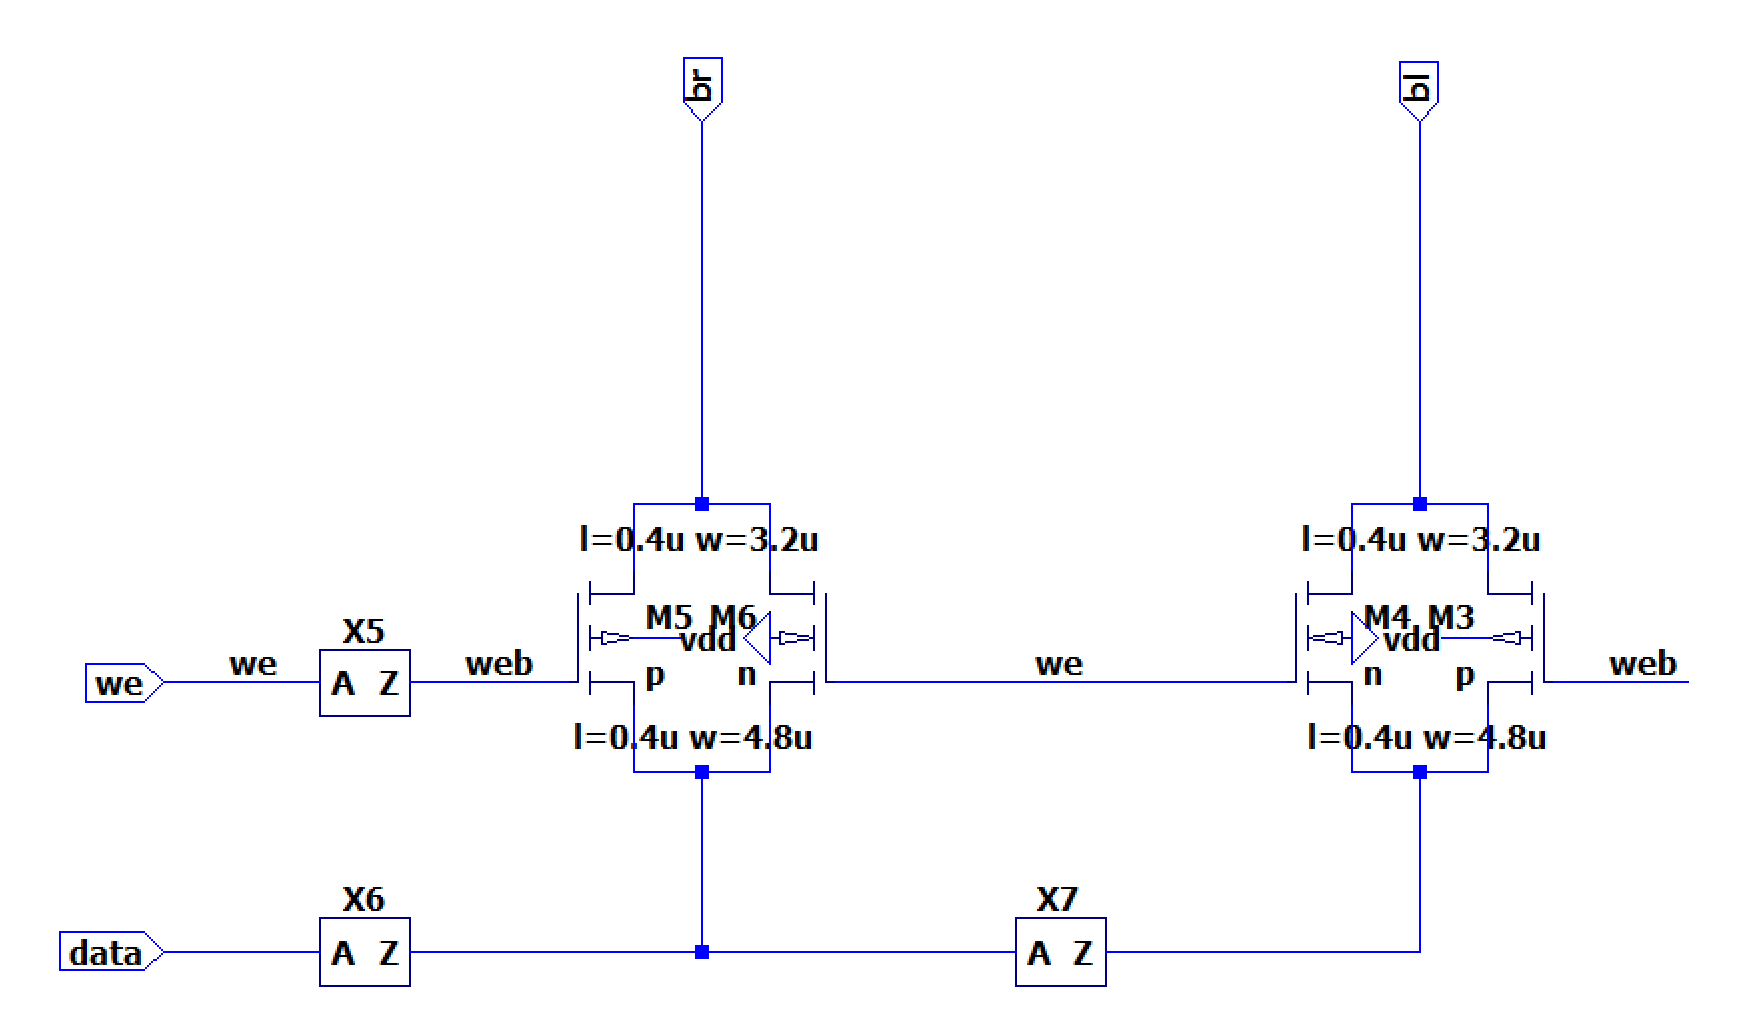 br
bl
l=0.4u w=3.2u
l=0.4u w=3.2u
M5 M6
M4 M3
vdd
vdd
X5
we
we
A Z
web
p n
we
n p
web
l=0.4u w=4.8u
l=0.4u w=4.8u
X6
X7
data
A Z
A Z